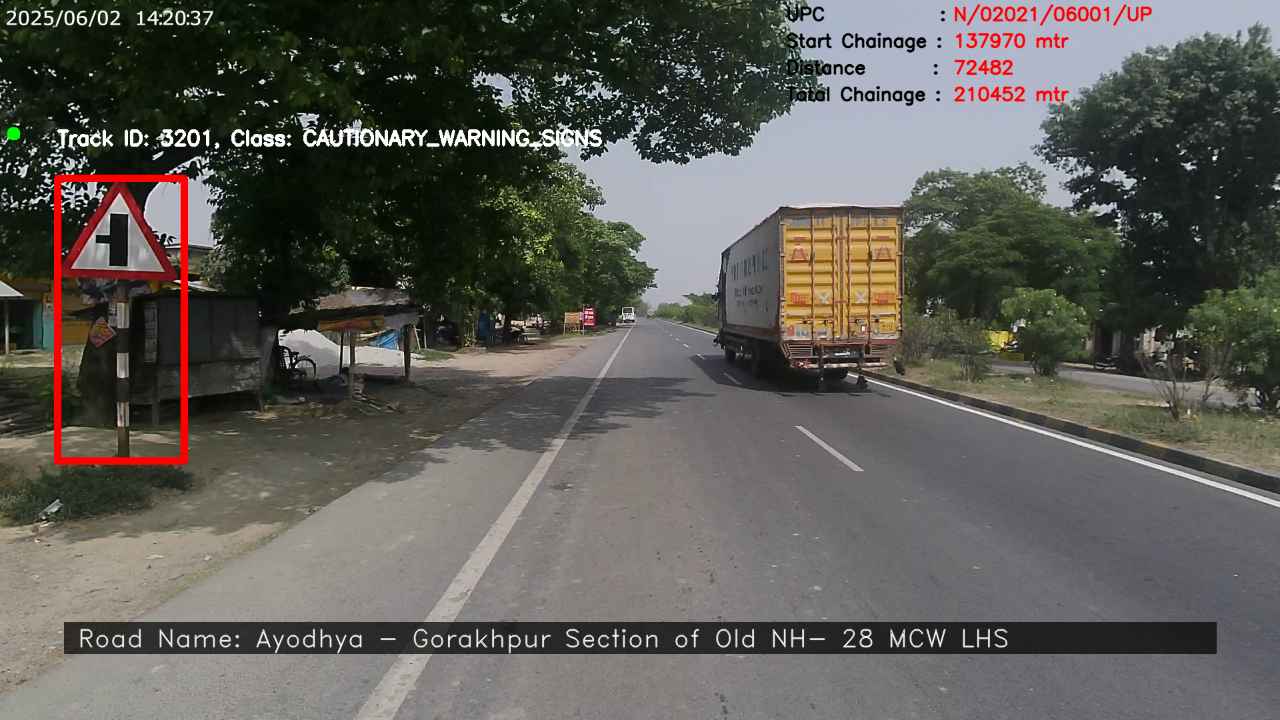 2025/06/02 14:20:37
UPC : N/02021/06001/UP
Start Chainage : 137970 mtr
Distance : 72482
Total Chainage : 210452 mtr
Track ID: 3201, Class: CAUTIONARY_WARNING_SIGNS
Road Name: Ayodhya - Gorakhpur Section of Old NH- 28 MCW LHS